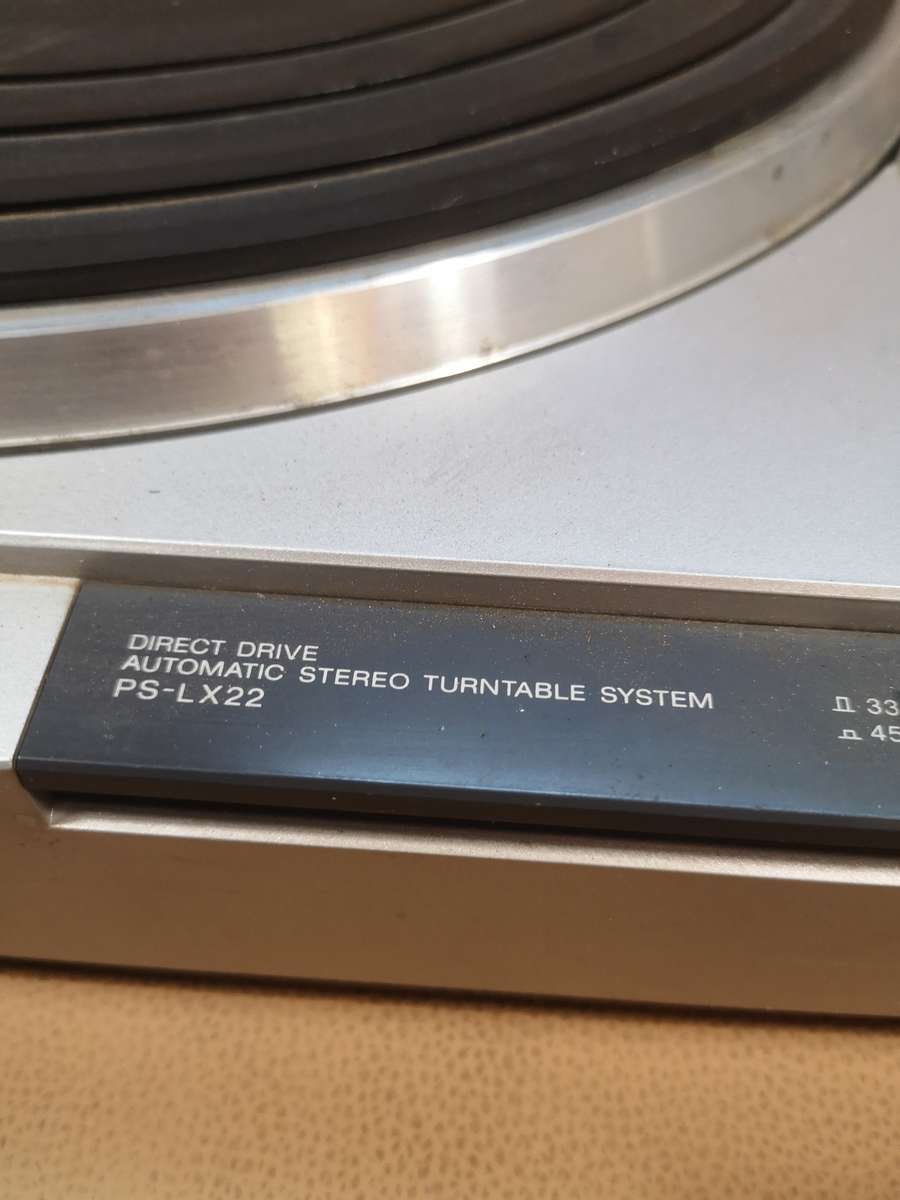 DIRECT DRIVE
AUTOMATIC STEREO TURNTABLE SYSTEM
PS-LX22
33
45